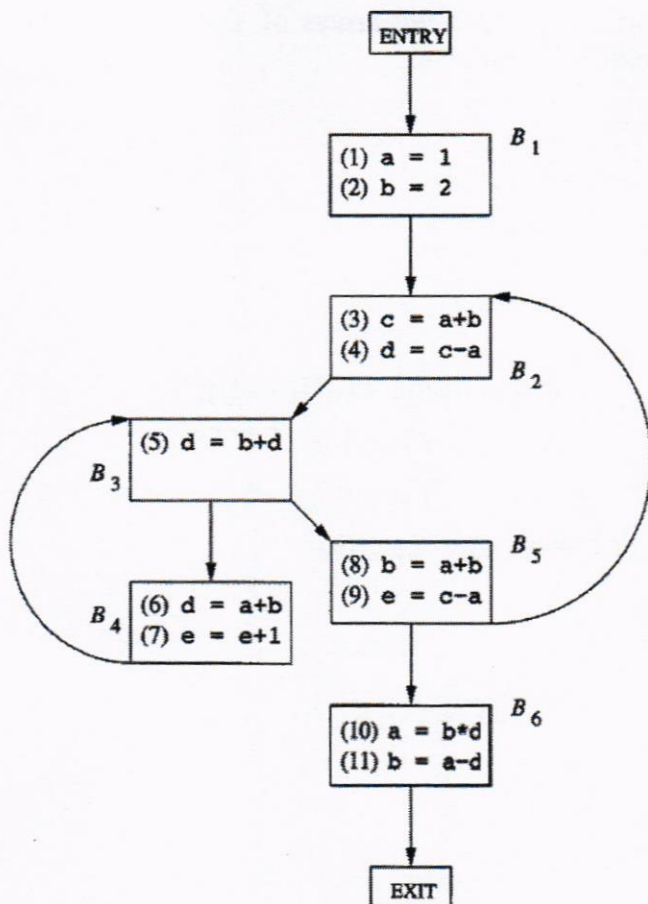 ENTRY
B1
(1) a = 1
(2) b = 2
(3) c = a+b
(4) d = c-a
B2
(5) d = b+d
B3
B5
(8) b = a+b
(9) e = c-a
(6) d = a+b
(7) e = e+1
B4
B6
(10) a = b*d
(11) b = a-d
EXIT